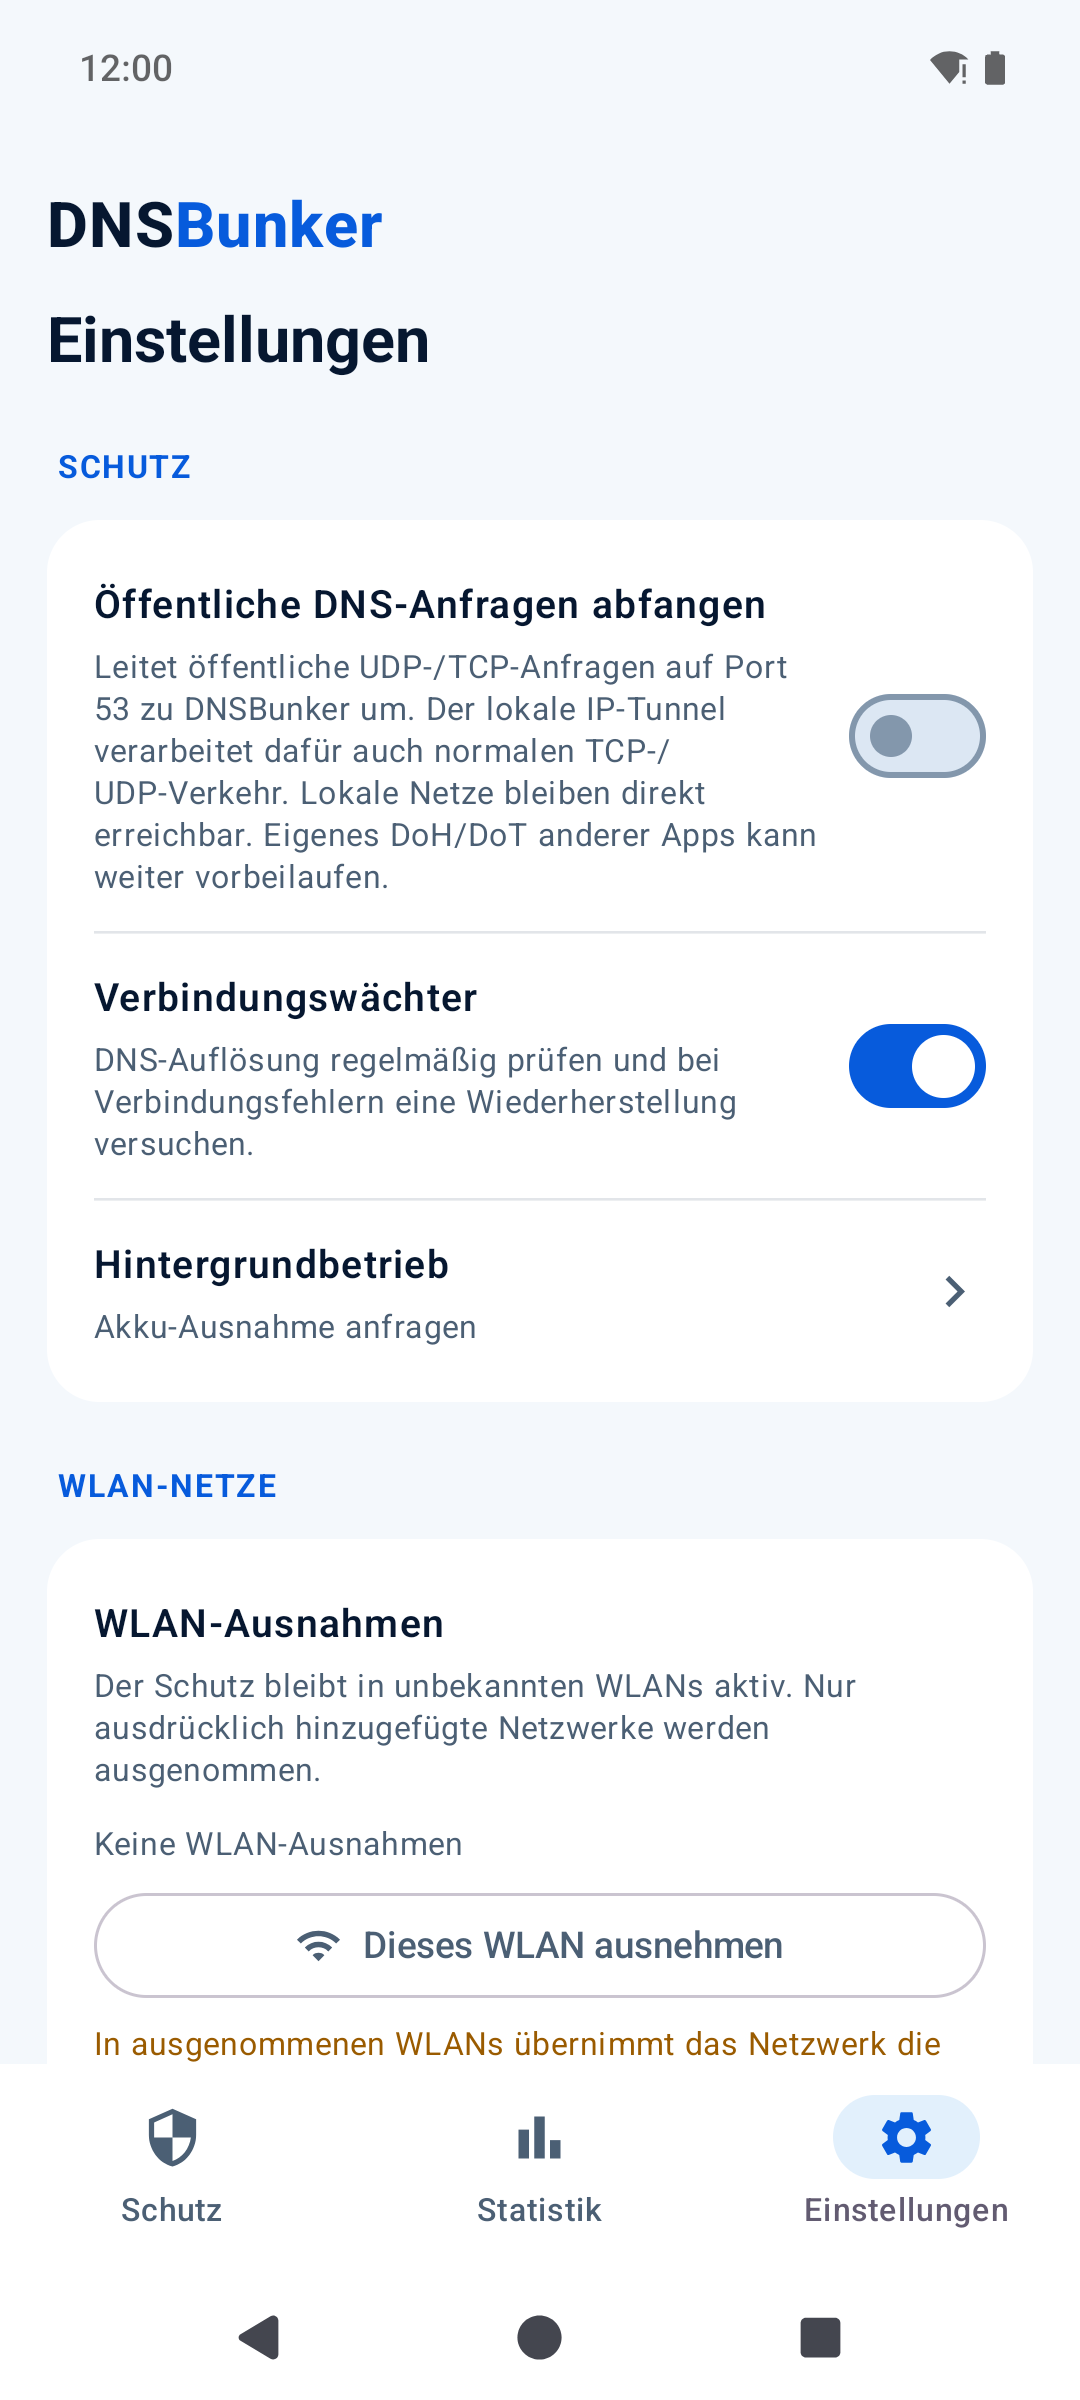 12:00
DNSBunker
Einstellungen
SCHUTZ
Öffentliche DNS-Anfragen abfangen
Leitet öffentliche UDP-/TCP-Anfragen auf Port
53 zu DNSBunker um. Der lokale IP-Tunnel
verarbeitet dafür auch normalen TCP-/
UDP-Verkehr. Lokale Netze bleiben direkt
erreichbar. Eigenes DoH/DoT anderer Apps kann
weiter vorbeilaufen.
Verbindungswächter
DNS-Auflösung regelmäßig prüfen und bei
Verbindungsfehlern eine Wiederherstellung
versuchen.
Hintergrundbetrieb
Akku-Ausnahme anfragen
WLAN-NETZE
WLAN-Ausnahmen
Der Schutz bleibt in unbekannten WLANs aktiv. Nur
ausdrücklich hinzugefügte Netzwerke werden
ausgenommen.
Keine WLAN-Ausnahmen
Dieses WLAN ausnehmen
In ausgenommenen WLANs übernimmt das Netzwerk die
Schutz
Statistik
Einstellungen